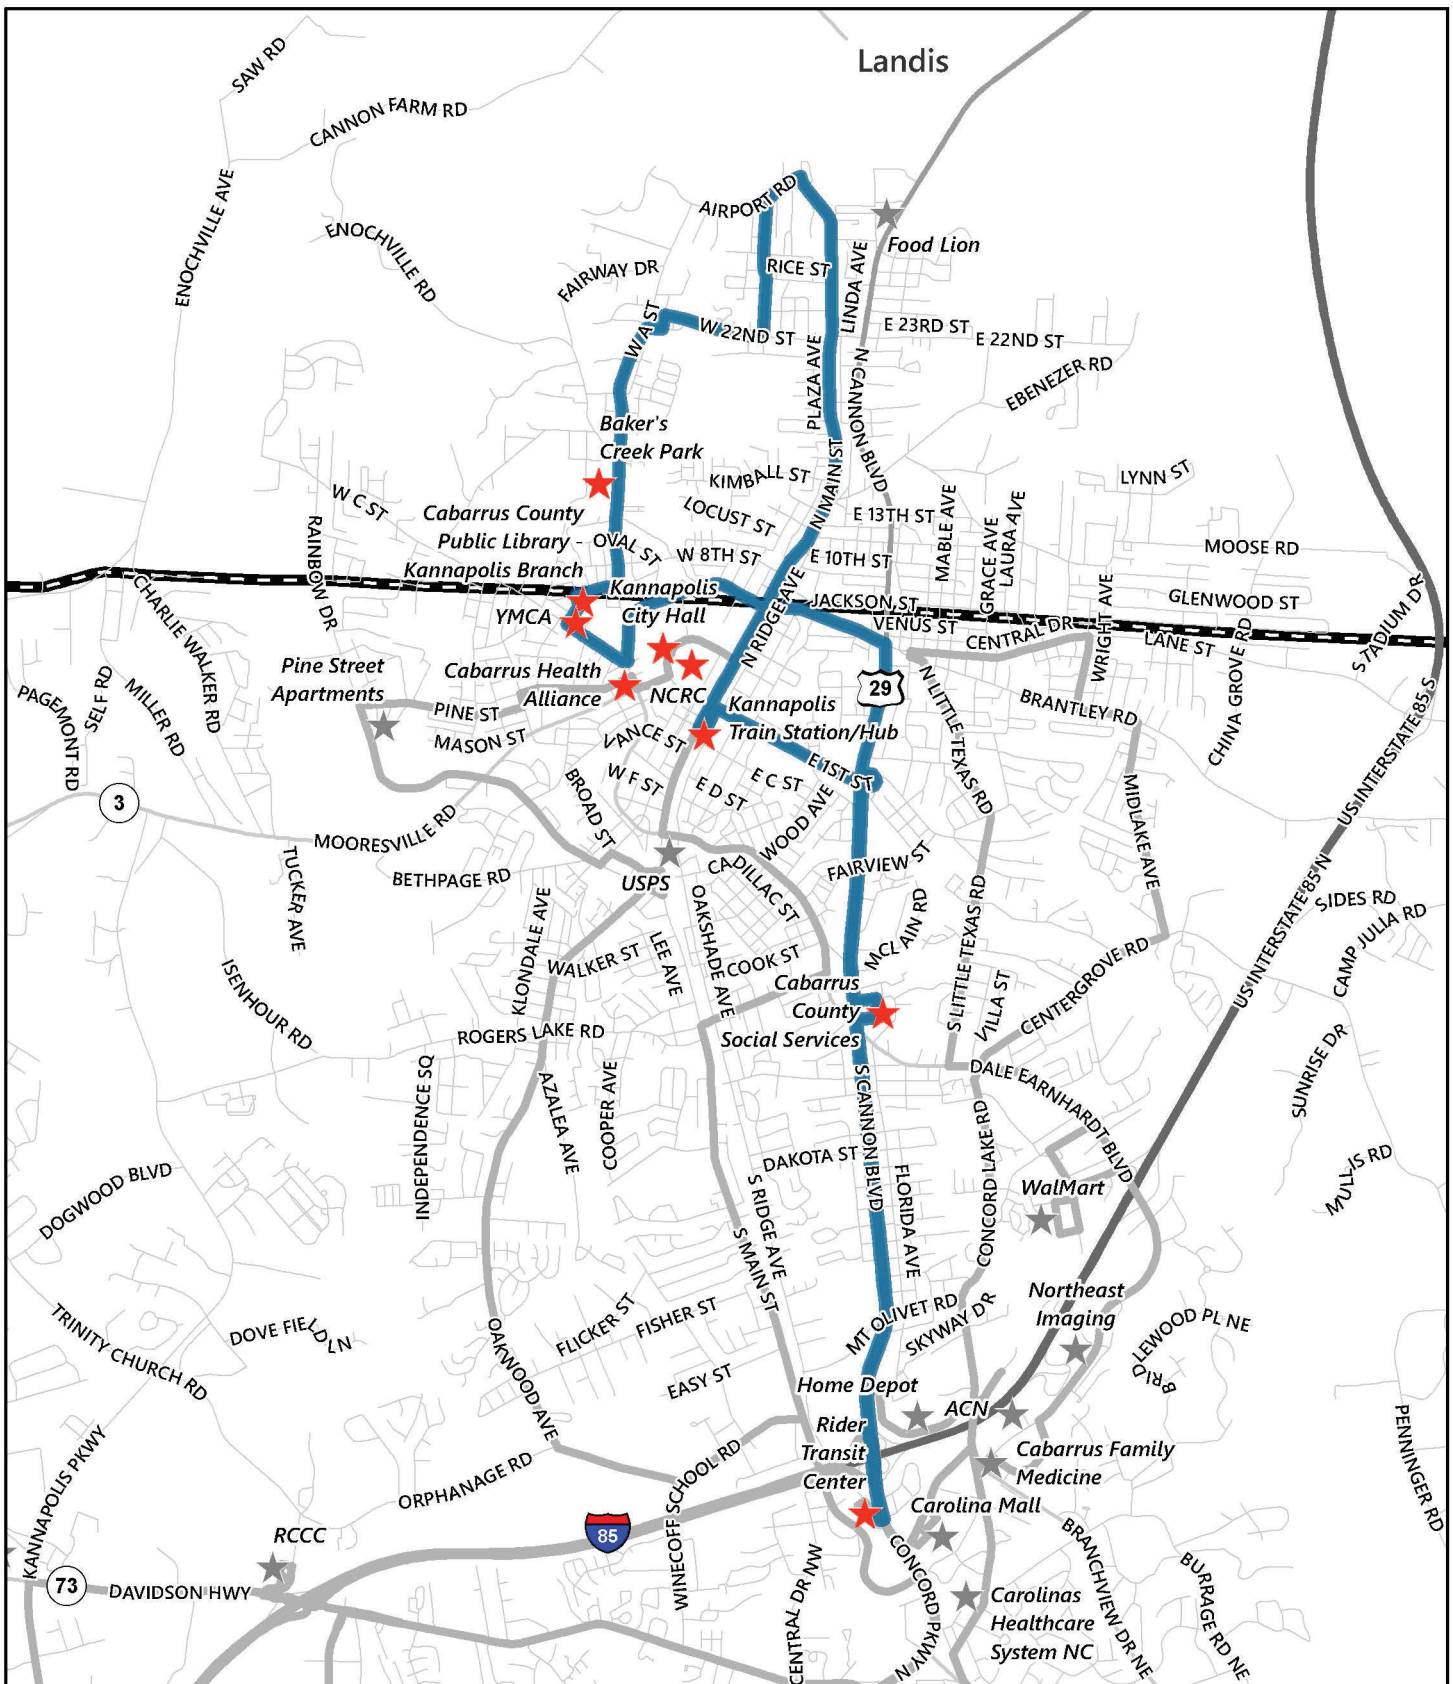 Landis
SAW RD
CANNON FARM RD
ENOCHVILLE AVE
ENOCHVILLE RD
AIRPORT RD
Food Lion
FAIRWAY DR
RICE ST
LINDA AVE
W A ST
W 22ND ST
E 23RD ST
E 22ND ST
PLAZA AVE
N CANNON BLVD
EBENEZER RD
Baker's
Creek Park
KIMBALL ST
N MAIN ST
LYNN ST
W C ST
LOCUST ST
E 13TH ST
MABLE AVE
GRACE AVE
LAURA AVE
Cabarrus County
Public Library -
Kannapolis Branch
OVAL ST
W 8TH ST
E 10TH ST
MOOSE RD
RAINBOW DR
CHARLIE WALKER RD
Kannapolis
City Hall
YMCA
N RIDGE AVE
JACKSON ST
VENUS ST
CENTRAL DR
WRIGHT AVE
GLENWOOD ST
LANE ST
STADIUM DR
Pine Street
Apartments
Cabarrus Health
Alliance
NCRC
29
N LITTLE TEXAS RD
BRANTLEY RD
CHINA GROVE RD
PAGEMONT RD
SELF RD
MILLER RD
PINE ST
MASON ST
VANCE ST
Kannapolis
Train Station/Hub
US INTERSTATE 85 S
3
W F ST
E D ST
E C ST
E 1ST ST
WOOD AVE
BROAD ST
MOORESVILLE RD
MIDLAKE AVE
TUCKER AVE
BETHPAGE RD
USPS
CADILLAC ST
FAIRVIEW ST
US INTERSTATE 85 N
SIDES RD
CAMP JULIA RD
KLONDALE AVE
OAKSHADE AVE
MCLAIN RD
S LITTLE TEXAS RD
WALKER ST
LEE AVE
COOK ST
ISENHOUR RD
Cabarrus
County
Social Services
VILLA ST
CENTERGROVE RD
ROGERS LAKE RD
INDEPENDENCE SQ
AZALEA AVE
COOPER AVE
S CANNON BLVD
DALE EARNHARDT BLVD
SUNRISE DR
DAKOTA ST
FLORIDA AVE
CONCORD LAKE RD
WalMart
DOGWOOD BLVD
MULLIS RD
S RIDGE AVE
S MAIN ST
Northeast
Imaging
TRINITY CHURCH RD
DOVE FIELD LN
FLICKER ST
FISHER ST
MT OLIVET RD
SKYWAY DR
BRIDLEWOOD PL NE
OAKWOOD AVE
EASY ST
Home Depot
ACN
Rider
Transit
Center
Cabarrus Family
Medicine
PENNINGER RD
KANNAPOLIS PKWY
ORPHANAGE RD
WINECOFF SCHOOL RD
Carolina Mall
RCCC
85
73
DAVIDSON HWY
CENTRAL DR NW
CONCORD PKWY N
BRANCHVIEW DR NE
BURRAGE RD NE
Carolinas
Healthcare
System NC